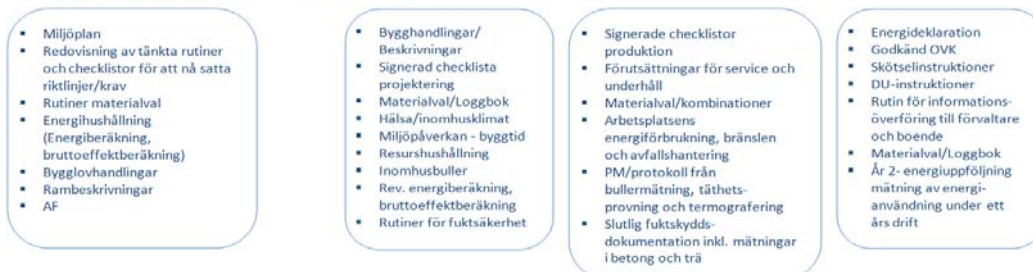 Miljöplan
Redovisning av tänkta rutiner
och checklistor för att nå satta
riktlinjer/krav
Rutiner materialval
Energihushållning
(Energiberäkning,
bruttoeffektberäkning)
Bygglovhandlingar
Rambeskrivningar
AF
Bygghandlingar/
Beskrivningar
Signerad checklista
projektering
Materialval/Loggbok
Hälsa/inomhusklimat
Miljöpåverkan - byggtid
Resurshushållning
Inomhusbuller
Rev. energiberäkning,
bruttoeffektberäkning
Rutiner för fuktsäkerhet
Signerade checklistor
produktion
Förutsättningar för service och
underhåll
Materialval/kombinationer
Arbetsplatsens
energiförbrukning, bränslen
och avfallshantering
PM/protokoll från
bullermätning, täthets-
provning och termografering
Slutlig fuktskydds-
dokumentation inkl. mätningar
i betong och trä
Energideklaration
Godkänd OVK
Skötselinstruktioner
DU-instruktioner
Rutin för informations-
överföring till förvaltare
och boende
Materialval/Loggbok
År 2- energiuppföljning
mätning av energi-
användning under ett
års drift